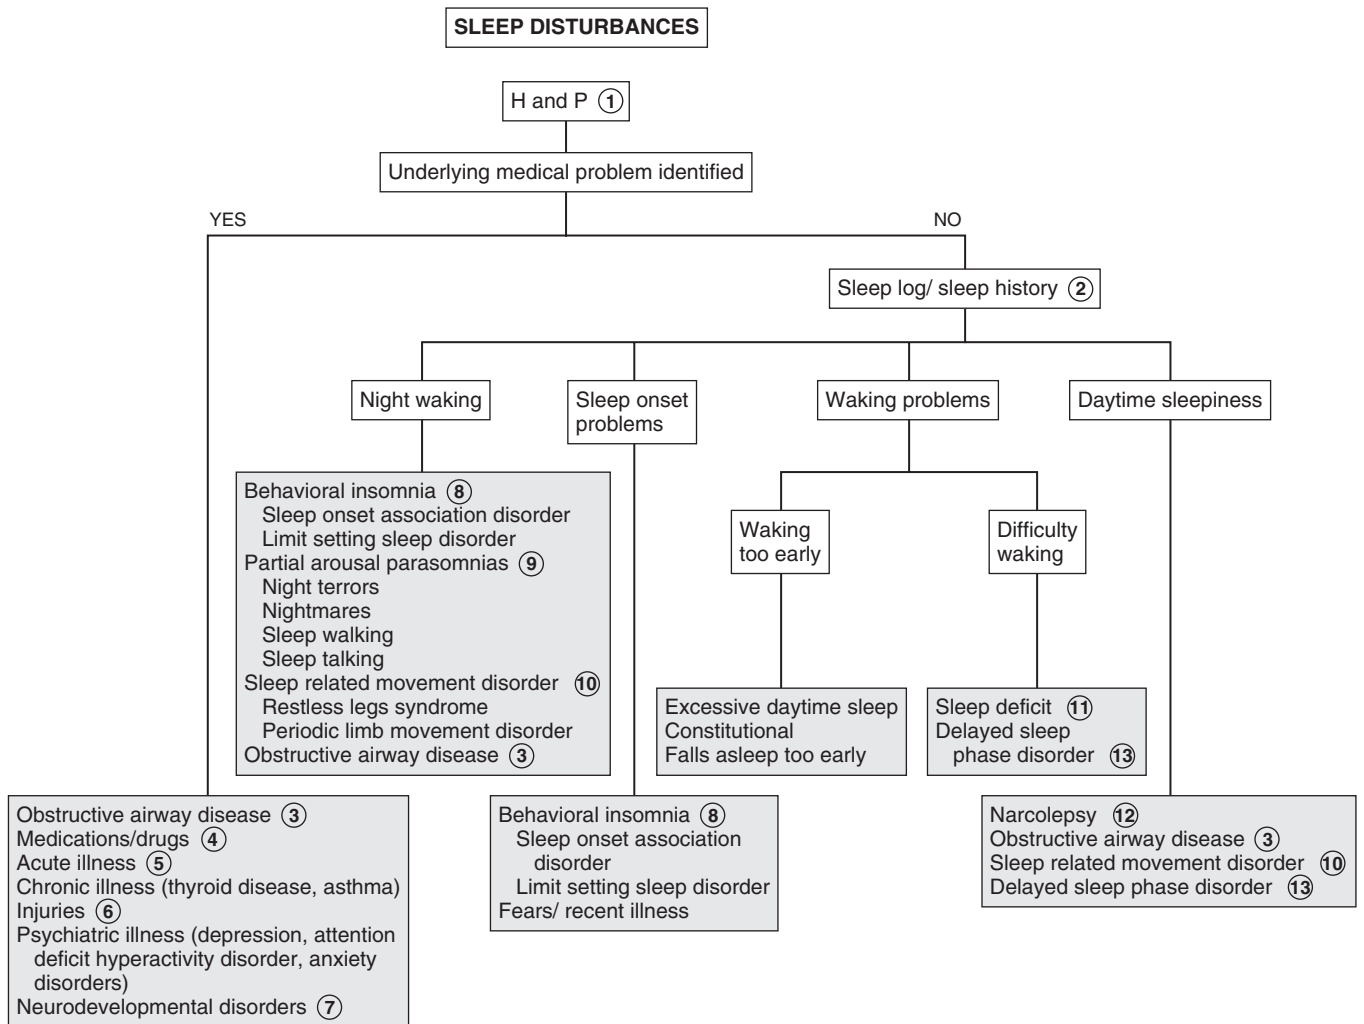 SLEEP DISTURBANCES
H and P 1
Underlying medical problem identified
YES
NO
Sleep log/ sleep history 2
Night waking
Sleep onset
problems
Waking problems
Daytime sleepiness
Behavioral insomnia 8
Sleep onset association disorder
Limit setting sleep disorder
Partial arousal parasomnias 9
Night terrors
Nightmares
Sleep walking
Sleep talking
Sleep related movement disorder 10
Restless legs syndrome
Periodic limb movement disorder
Obstructive airway disease 3
Waking
too early
Difficulty
waking
Excessive daytime sleep
Constitutional
Falls asleep too early
Sleep deficit 11
Delayed sleep
phase disorder 13
Obstructive airway disease 3
Medications/drugs 4
Acute illness 5
Chronic illness (thyroid disease, asthma)
Injuries 6
Psychiatric illness (depression, attention
deficit hyperactivity disorder, anxiety
disorders)
Neurodevelopmental disorders 7
Behavioral insomnia 8
Sleep onset association
disorder
Limit setting sleep disorder
Fears/ recent illness
Narcolepsy 12
Obstructive airway disease 3
Sleep related movement disorder 10
Delayed sleep phase disorder 13